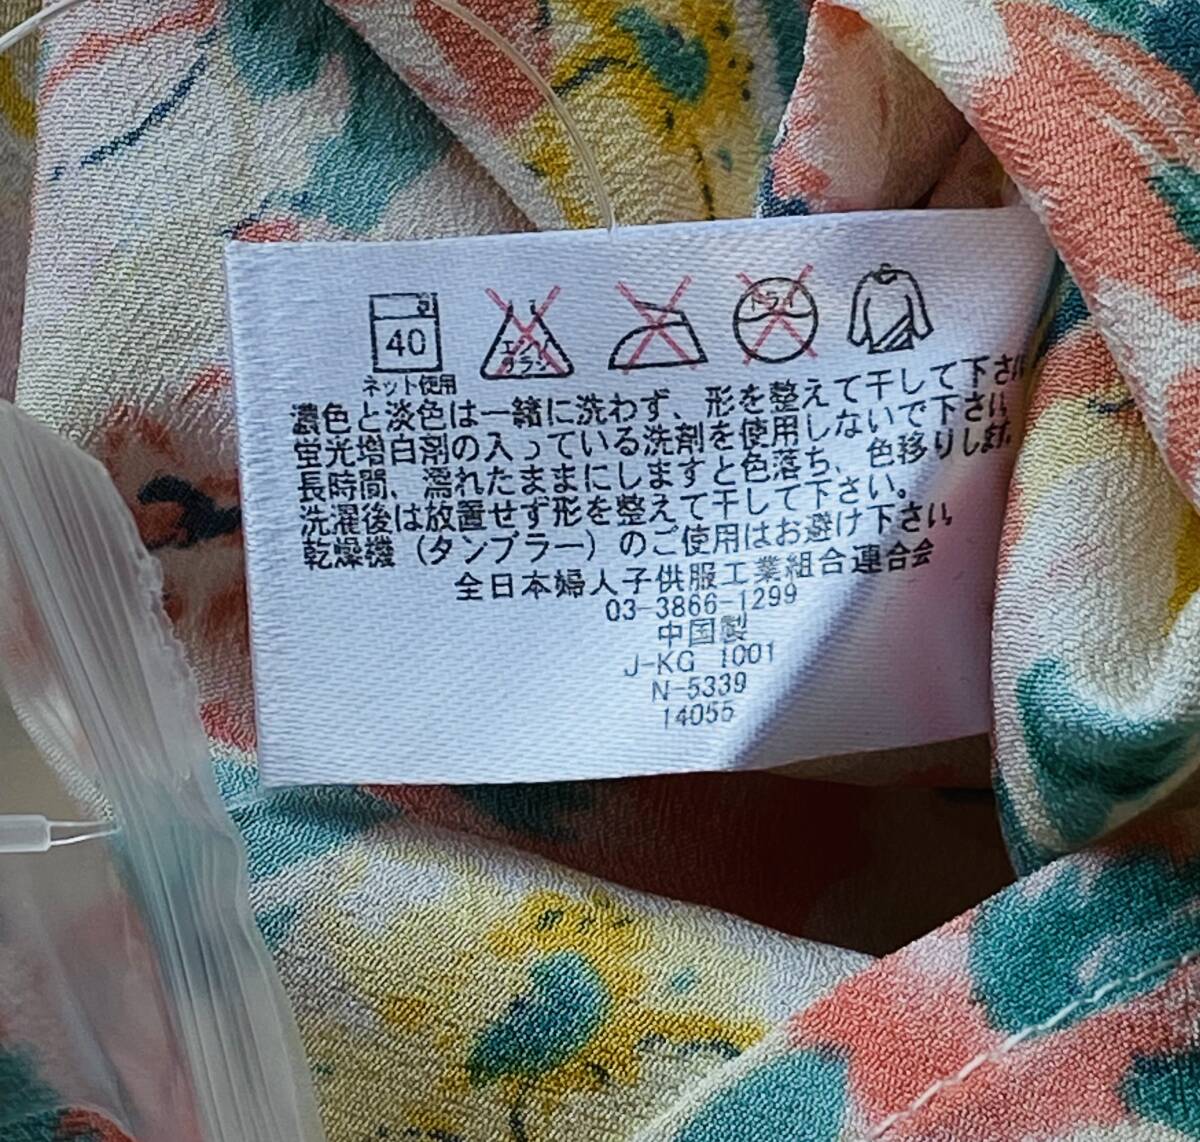 弱
40
ネット使用
エンソ
サラシ
ドライ
濃色と淡色は一緒に洗わず、形を整えて干して下さい
蛍光増白剤の入っている洗剤を使用しないで下さい
長時間、濡れたままにしますと色落ち、色移りします。
洗濯後は放置せず形を整えて干して下さい。
乾燥機（タンブラー）のご使用はお避け下さい。
全日本婦人子供服工業組合連合会
03-3866-1299
中国製
J-KG 1001
N-5339
14055